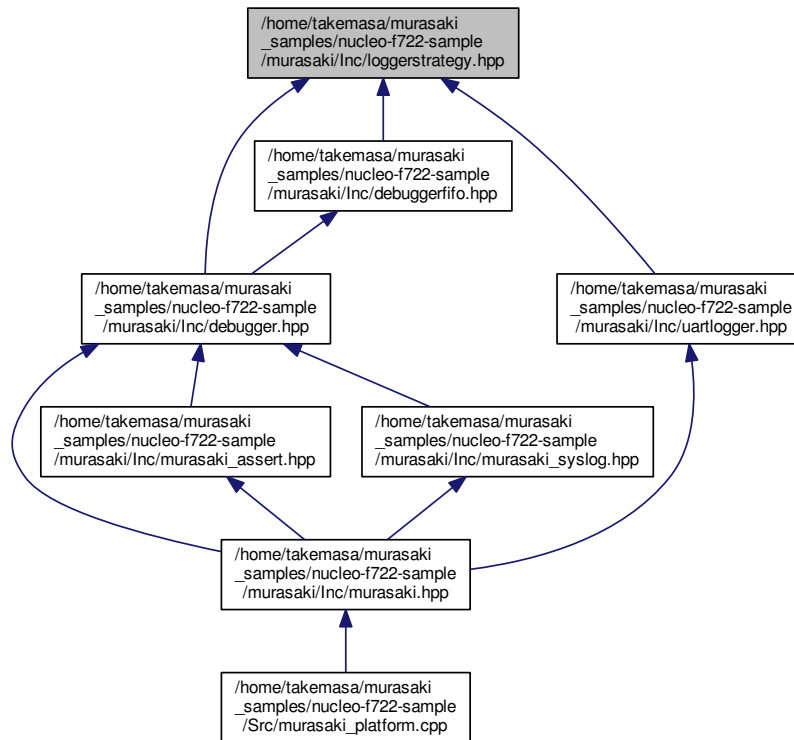 /home/takemasa/murasaki
_samples/nucleo-f722-sample
/murasaki/Inc/loggerstrategy.hpp
/home/takemasa/murasaki
_samples/nucleo-f722-sample
/murasaki/Inc/debuggerfifo.hpp
/home/takemasa/murasaki
_samples/nucleo-f722-sample
/murasaki/Inc/debugger.hpp
/home/takemasa/murasaki
_samples/nucleo-f722-sample
/murasaki/Inc/uartlogger.hpp
/home/takemasa/murasaki
_samples/nucleo-f722-sample
/murasaki/Inc/murasaki_assert.hpp
/home/takemasa/murasaki
_samples/nucleo-f722-sample
/murasaki/Inc/murasaki_syslog.hpp
/home/takemasa/murasaki
_samples/nucleo-f722-sample
/murasaki/Inc/murasaki.hpp
/home/takemasa/murasaki
_samples/nucleo-f722-sample
/Src/murasaki_platform.cpp